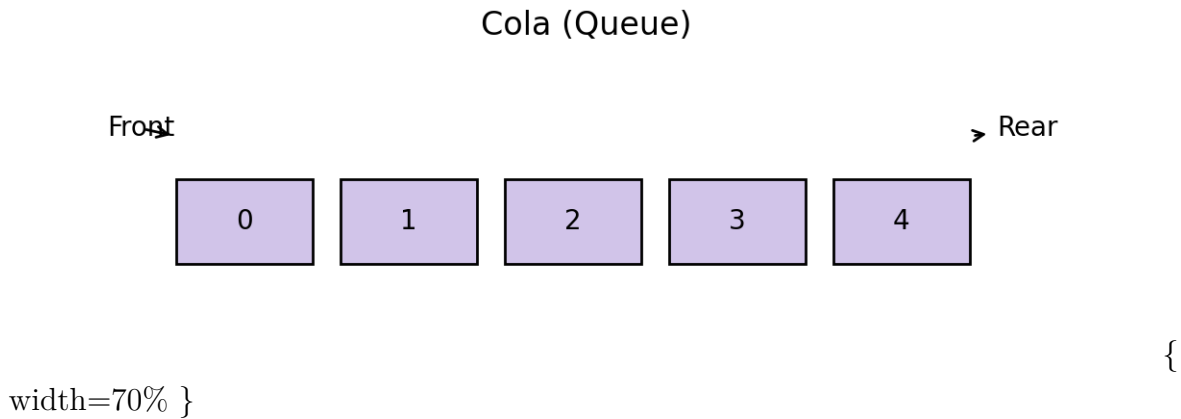 Cola (Queue)
Front Rear
0 1 2 3 4
{
width=70% }